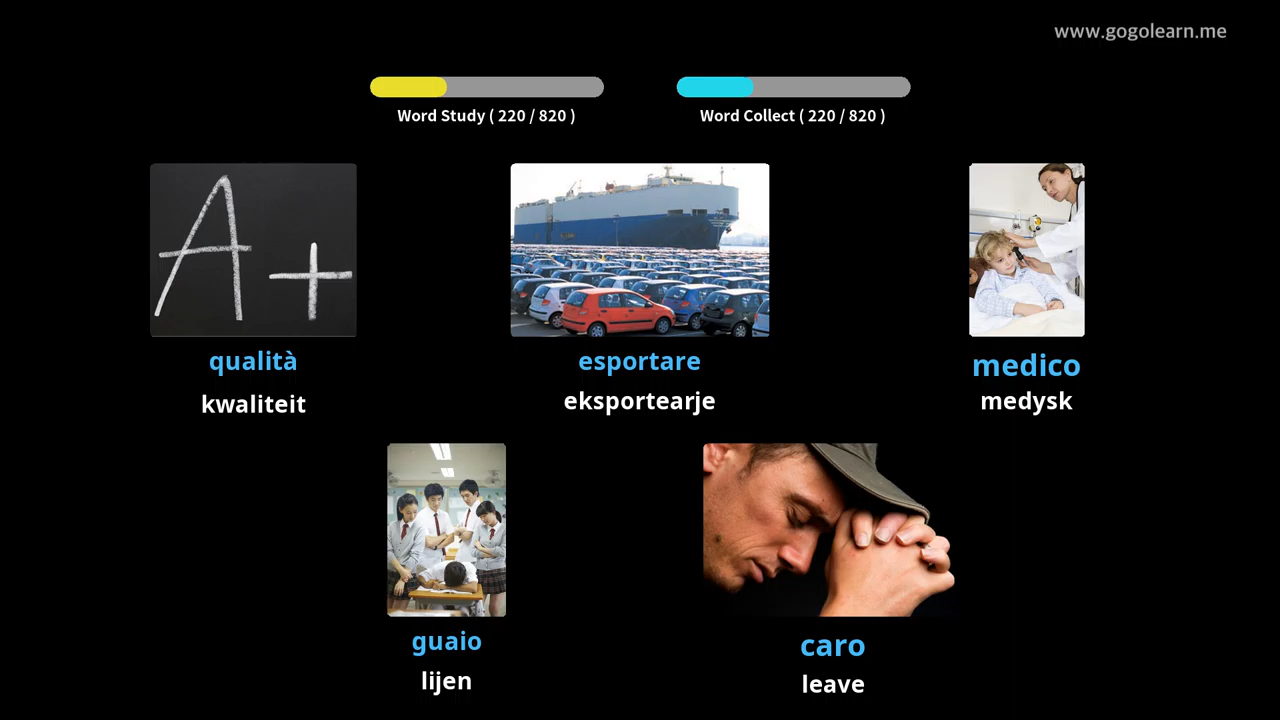 www.gogolearn.me
Word Study ( 220 / 820 )
Word Collect ( 220 / 820 )
A+
qualità
esportare
medico
kwaliteit
eksportearje
medysk
guaio
caro
lijen
leave